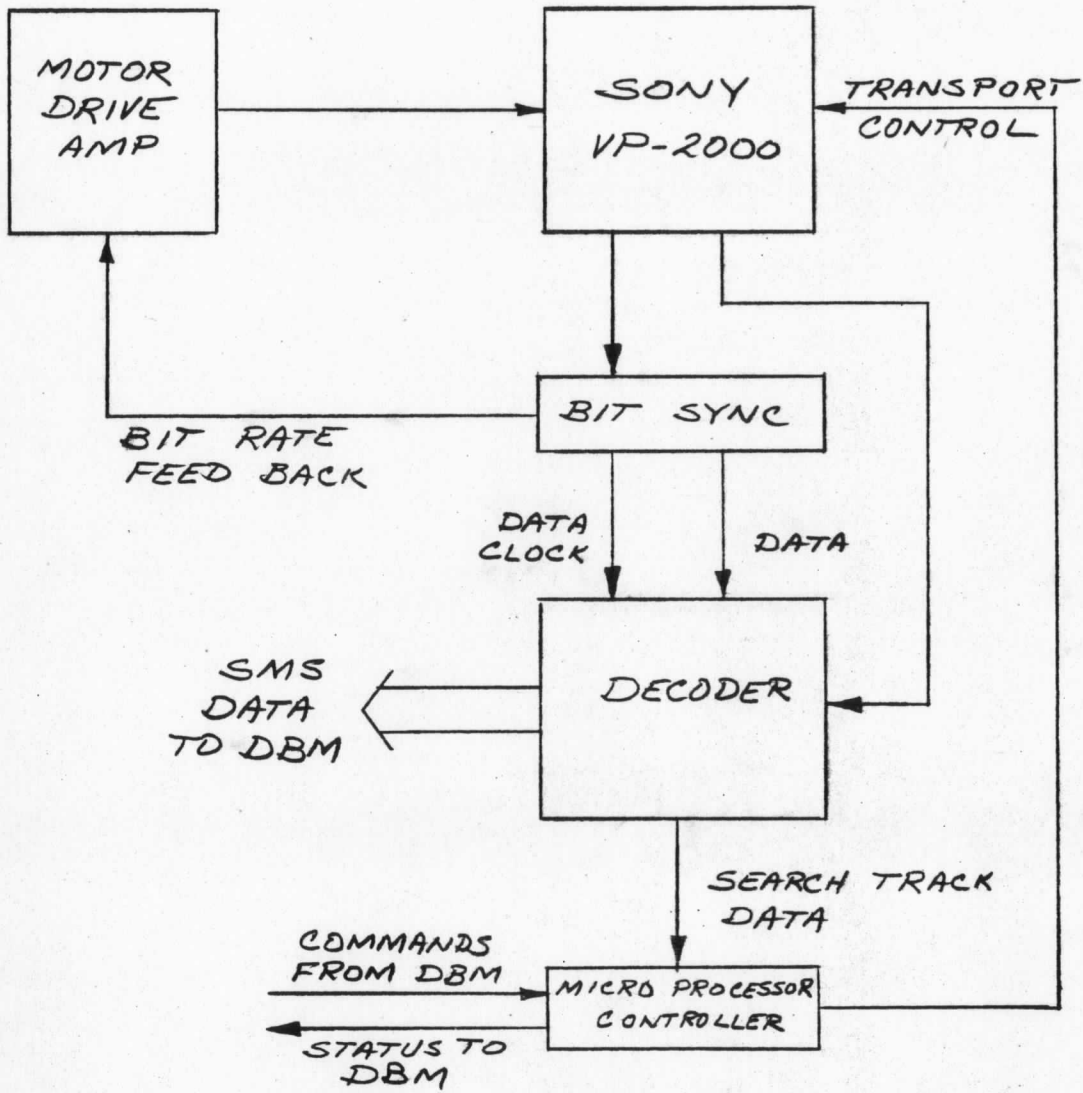 MOTOR
DRIVE
AMP
SONY
VP-2000
TRANSPORT
CONTROL
BIT SYNC
BIT RATE
FEED BACK
DATA
CLOCK
DATA
SMS
DATA
TO DBM
DECODER
SEARCH TRACK
DATA
COMMANDS
FROM DBM
MICRO PROCESSOR
CONTROLLER
STATUS TO
DBM